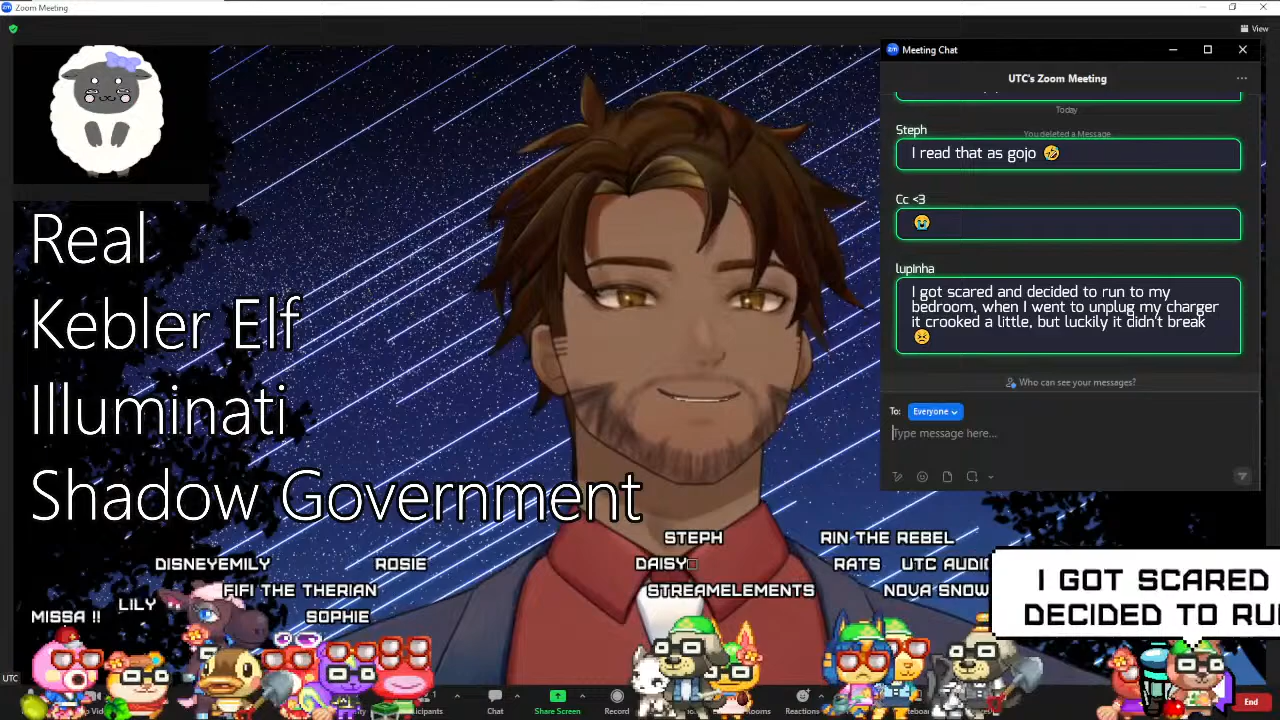 Zoom Meeting
View
Meeting Chat
UTC's Zoom Meeting
Today
Steph
You deleted a Message
I read that as gojo 🤣
Cc <3
😭
lupinha
I got scared and decided to run to my
bedroom, when I went to unplug my charger
it crooked a little, but luckily it didn't break
😣
Who can see your messages?
To: Everyone
Type message here...
Real
Kebler Elf
Illuminati
Shadow Government
STEPH
RIN THE REBEL
DISNEYEMILY
ROSIE
DAISY
RATS
UTC AUDIO
FIFI THE THERIAN
STREAMELEMENTS
NOVA SNOW
MISSA !!
LILY
SOPHIE
I GOT SCARED
DECIDED TO RU
UTC
Chat
Share Screen
Record
Reactions
End